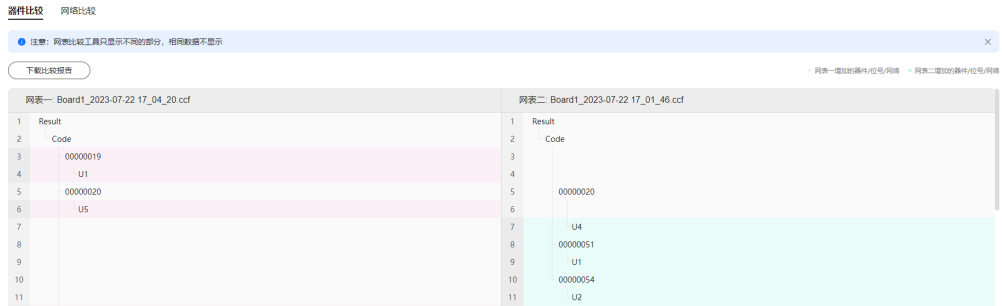 器件比较 网络比较
注意：网表比较工具只显示不同的部分，相同数据不显示
下载比较报告 网表一增加的器件/位号/网络 网表二增加的器件/位号/网络
网表一: Board1_2023-07-22 17_04_20.ccf 网表二: Board1_2023-07-22 17_01_46.ccf
1 Result 1 Result
2 Code 2 Code
3 00000019 3
4 U1 4
5 00000020 5 00000020
6 U5 6
7 7 U4
8 8 00000051
9 9 U1
10 10 00000054
11 11 U2